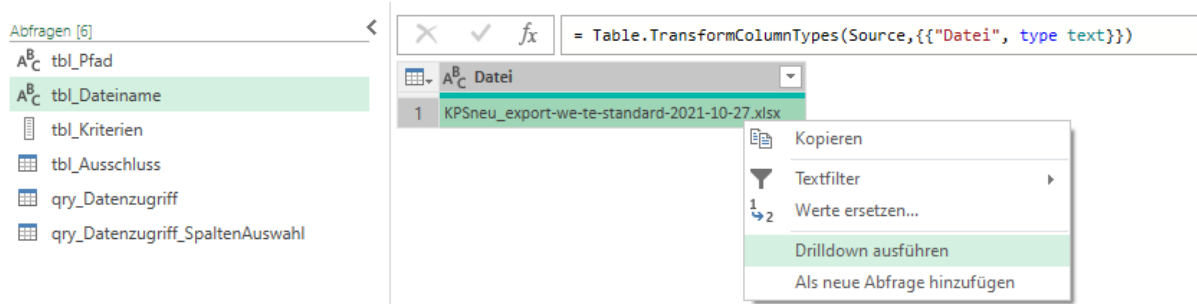 Abfragen [6]
tbl_Pfad
tbl_Dateiname
tbl_Kriterien
tbl_Ausschluss
qry_Datenzugriff
qry_Datenzugriff_SpaltenAuswahl
fx = Table.TransformColumnTypes(Source,{{"Datei", type text}})
ABC Datei
1 KPSneu_export-we-te-standard-2021-10-27.xlsx
Kopieren
Textfilter
Werte ersetzen...
Drilldown ausführen
Als neue Abfrage hinzufügen